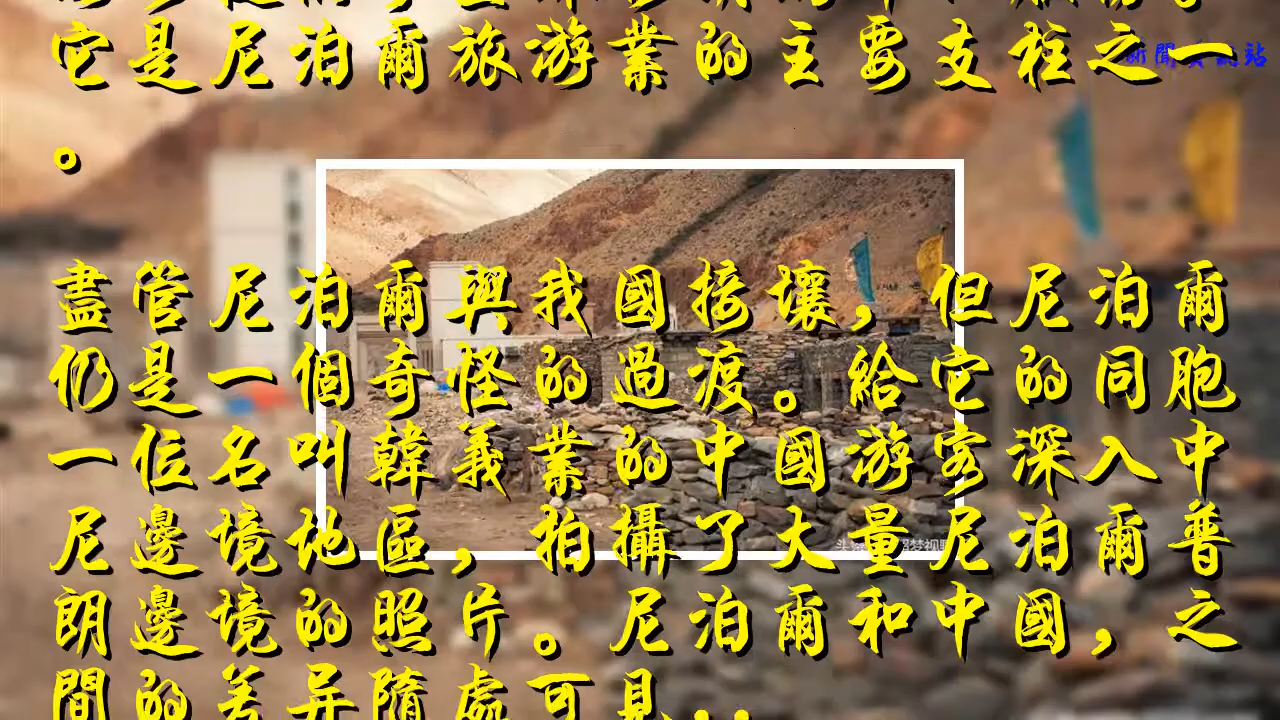 它是尼泊爾旅游業的主要支柱之一
。
盡管尼泊爾與我國接壤，但尼泊爾
仍是一個奇怪的過渡。給它的同胞
一位名叫韓義業的中國游客深入中
尼邊境地區，拍攝了大量尼泊爾普
朗邊境的照片。尼泊爾和中國，之
間的差异隨處可見..